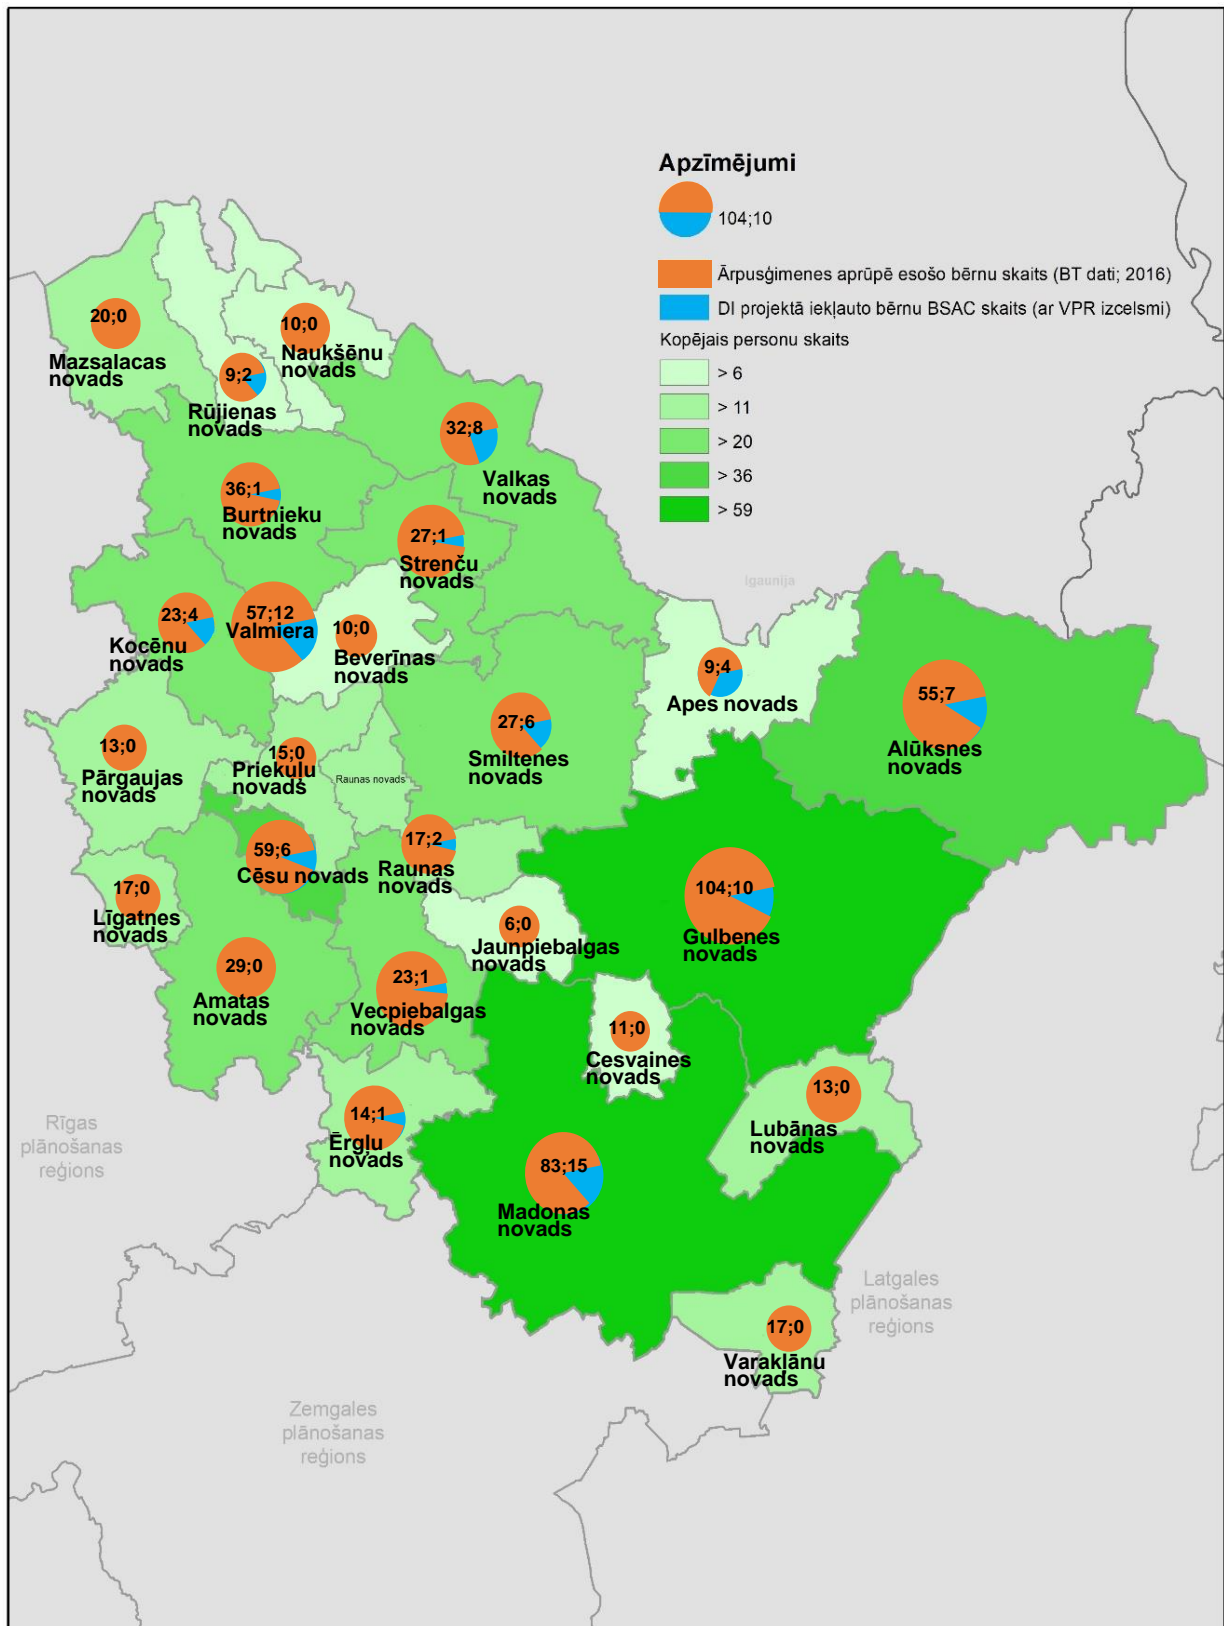 Apzīmējumi
104;10
Ārpusģimenes aprūpē esošo bērnu skaits (BT dati; 2016)
DI projektā iekļauto bērnu BSAC skaits (ar VPR izcelsmi)
Kopējais personu skaits
> 6
> 11
> 20
> 36
> 59
20;0
Mazsalacas
novads
10;0
Naukšēnu
novads
9;2
Rūjienas
novads
32;8
Valkas
novads
36;1
Burtnieku
novads
27;1
Strenču
novads
Igaunija
23;4
Kocēnu
novads
57;12
Valmiera
10;0
Beverīnas
novads
9;4
Apes novads
55;7
Alūksnes
novads
13;0
Pārgaujas
novads
15;0
Priekuļu
novads
Raunas novads
27;6
Smiltenes
novads
59;6
Cēsu novads
17;2
Raunas
novads
104;10
Gulbenes
novads
17;0
Līgatnes
novads
6;0
Jaunpiebalgas
novads
29;0
Amatas
novads
23;1
Vecpiebalgas
novads
11;0
Cesvaines
novads
13;0
Lubānas
novads
14;1
Ērgļu
novads
83;15
Madonas
novads
Rīgas
plānošanas
reģions
Latgales
plānošanas
reģions
17;0
Varakļānu
novads
Zemgales
plānošanas
reģions